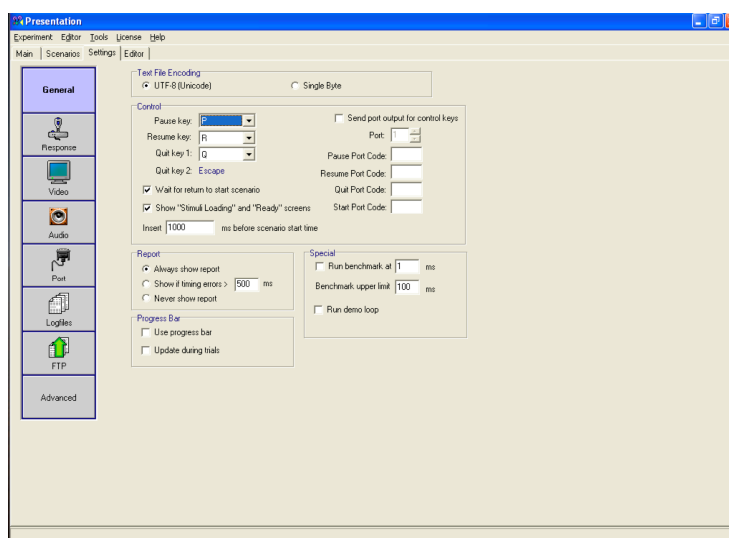 Presentation
Experiment Editor Tools License Help
Main Scenarios Settings Editor
General
Response
Video
Audio
Port
Logfiles
FTP
Advanced
Text File Encoding
UTF-8 (Unicode) Single Byte
Control
Pause key: P
Resume key: R
Quit key 1: Q
Quit key 2: Escape
Wait for return to start scenario
Show "Stimuli Loading" and "Ready" screens
Insert 1000 ms before scenario start time
Send port output for control keys
Port: 1
Pause Port Code:
Resume Port Code:
Quit Port Code:
Start Port Code:
Report
Always show report
Show if timing errors > 500 ms
Never show report
Special
Run benchmark at 1 ms
Benchmark upper limit 100 ms
Run demo loop
Progress Bar
Use progress bar
Update during trials